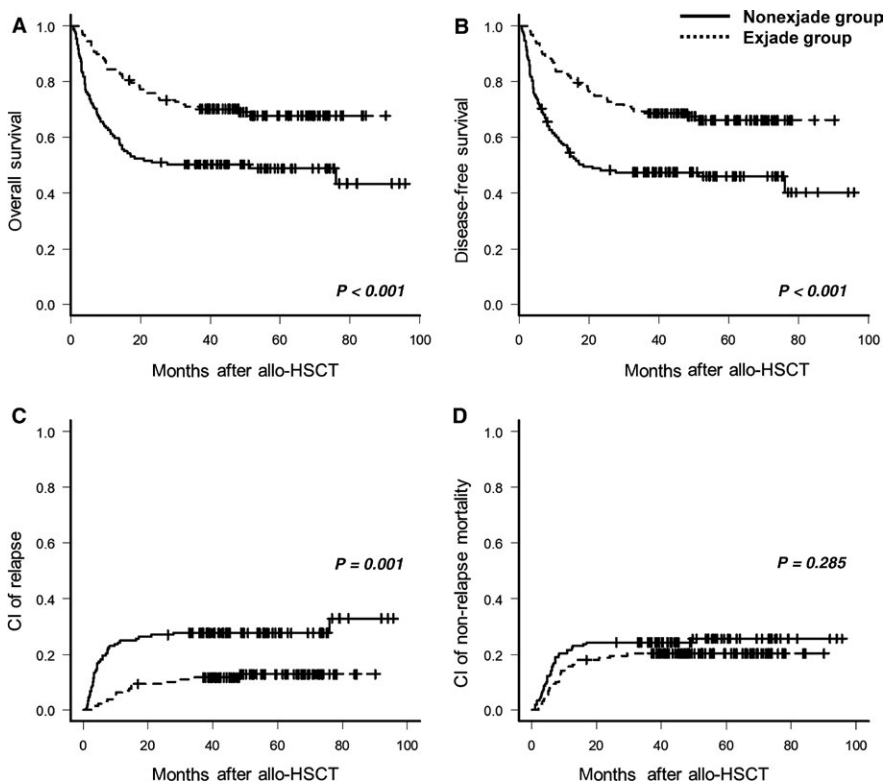 Nonexjade group
Exjade group
A
1.0
0.8
0.6
0.4
0.2
0.0
Overall survival
P < 0.001
0 20 40 60 80 100
Months after allo-HSCT
B
1.0
0.8
0.6
0.4
0.2
0.0
Disease-free survival
P < 0.001
0 20 40 60 80 100
Months after allo-HSCT
C
1.0
0.8
0.6
0.4
0.2
0.0
CI of relapse
P = 0.001
0 20 40 60 80 100
Months after allo-HSCT
D
1.0
0.8
0.6
0.4
0.2
0.0
CI of non-relapse mortality
P = 0.285
0 20 40 60 80 100
Months after allo-HSCT